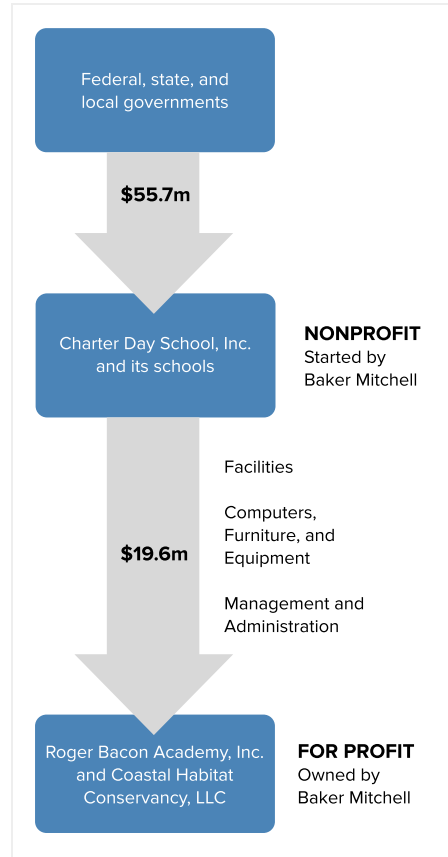 Federal, state, and
local governments
$55.7m
Charter Day School, Inc.
and its schools
NONPROFIT
Started by
Baker Mitchell
Facilities
Computers,
Furniture, and
Equipment
Management and
Administration
$19.6m
Roger Bacon Academy, Inc.
and Coastal Habitat
Conservancy, LLC
FOR PROFIT
Owned by
Baker Mitchell